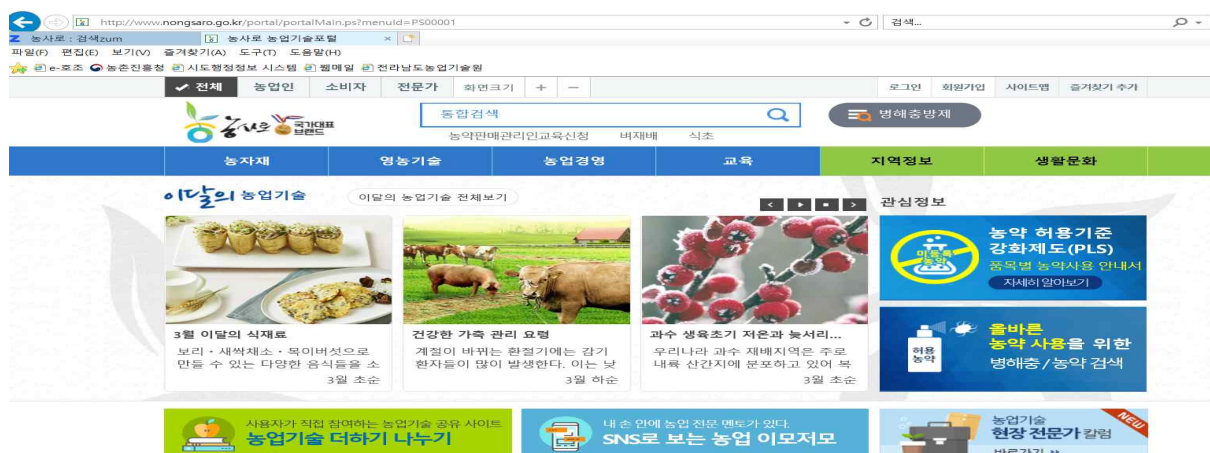 http://www.nongsaro.go.kr/portal/portalMain.ps?menuId=PS00001
검색...
농사로 : 검색zum
농사로 농업기술포털
파일(F) 편집(E) 보기(V) 즐겨찾기(A) 도구(T) 도움말(H)
e-호조 농촌진흥청 시도행정정보 시스템 웹메일 전라남도농업기술원
전체 농업인 소비자 전문가 화면크기 + −
로그인 회원가입 사이트맵 즐겨찾기 추가
농사로 국가대표 브랜드
통합검색
병해충방제
농약판매관리인교육신청 벼재배 식초
농자재 영농기술 농업경영 교육 지역정보 생활문화
이달의 농업기술
이달의 농업기술 전체보기
관심정보
3월 이달의 식재료
보리・새싹채소・목이버섯으로
만들 수 있는 다양한 음식들을 소
3월 초순
건강한 가축 관리 요령
계절이 바뀌는 환절기에는 감기
환자들이 많이 발생한다. 이는 낮
3월 하순
과수 생육초기 저온과 늦서리...
우리나라 과수 재배지역은 주로
내륙 산간지에 분포하고 있어 복
3월 초순
미등록
농약
농약 허용기준
강화제도(PLS)
품목별 농약사용 안내서
자세히 알아보기
허용
농약
올바른
농약 사용을 위한
병해충/농약 검색
사용자가 직접 참여하는 농업기술 공유 사이트
농업기술 더하기 나누기
내 손 안에 농업 전문 멘토가 있다.
SNS로 보는 농업 이모저모
농업기술
현장 전문가 칼럼
바로가기 »
NEW